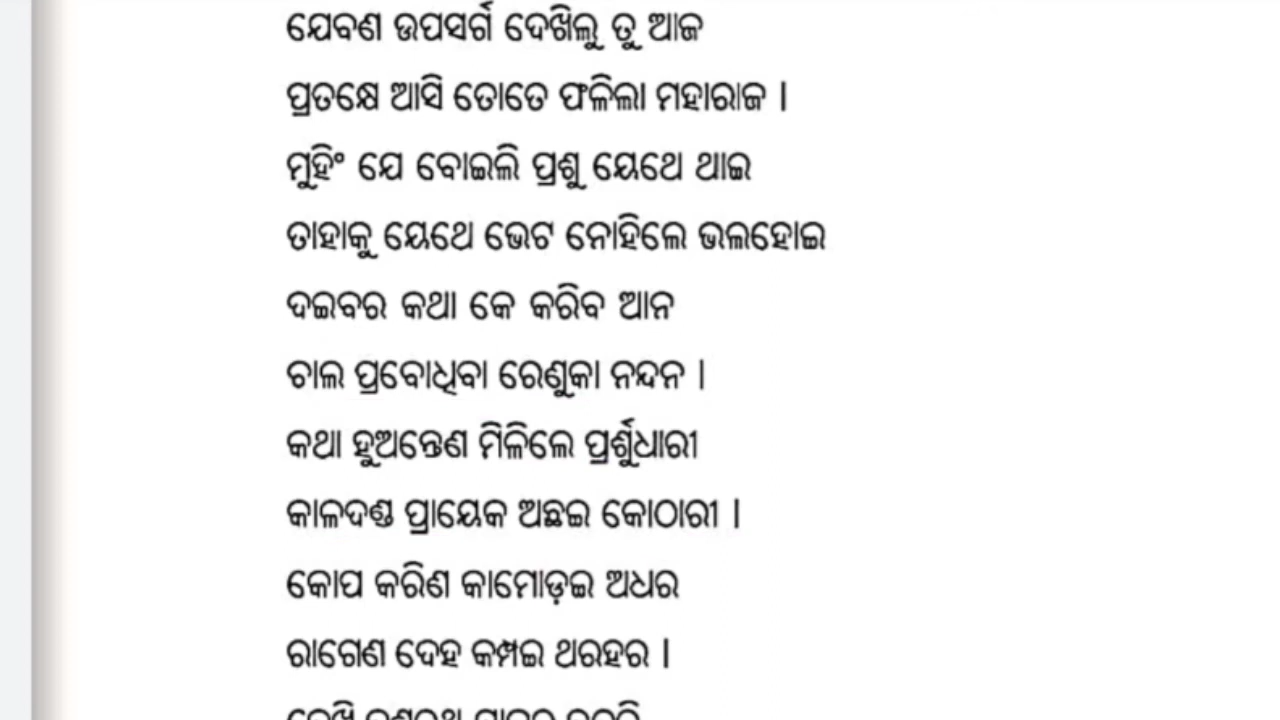 ଯେବଣ ଉପସର୍ଗ ଦେଖିଲୁ ତୁ ଆଜ
ପ୍ରତକ୍ଷେ ଆସି ତୋତେ ଫଳିଲା ମହାରାଜ ।
ମୁହିଂ ଯେ ବୋଇଲି ପ୍ରଶୁ ୟେଥେ ଥାଇ
ତାହାକୁ ୟେଥେ ଭେଟ ନୋହିଲେ ଭଲହୋଇ
ଦଇବର କଥା କେ କରିବ ଆନ
ଚାଲ ପ୍ରବୋଧିବା ରେଣୁକା ନନ୍ଦନ ।
କଥା ହୁଅନ୍ତେଣ ମିଳିଲେ ପ୍ରର୍ଶୁଧାରୀ
କାଳଦଣ୍ଡ ପ୍ରାୟେକ ଅଛଇ କୋଠାରୀ ।
କୋପ କରିଣ କାମୋଡ଼ଇ ଅଧର
ରାଗେଣ ଦେହ କମ୍ପଇ ଥରହର ।